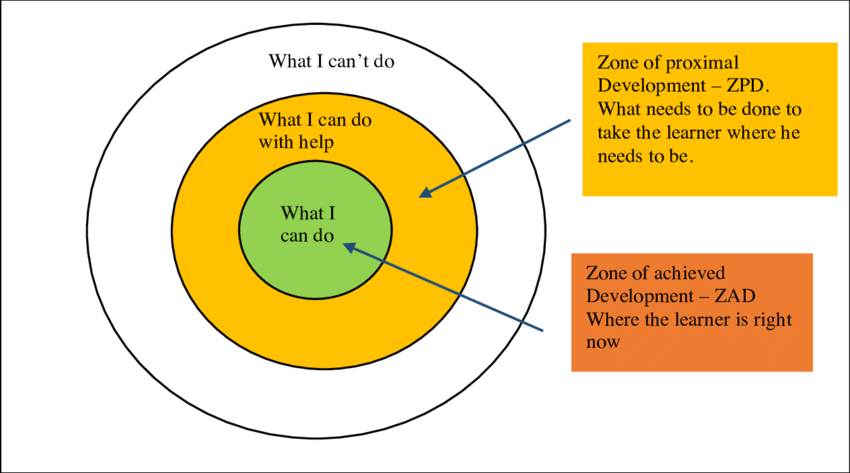 What I can’t do
What I can do
with help
What I
can do
Zone of proximal
Development – ZPD.
What needs to be done to
take the learner where he
needs to be.
Zone of achieved
Development – ZAD
Where the learner is right
now